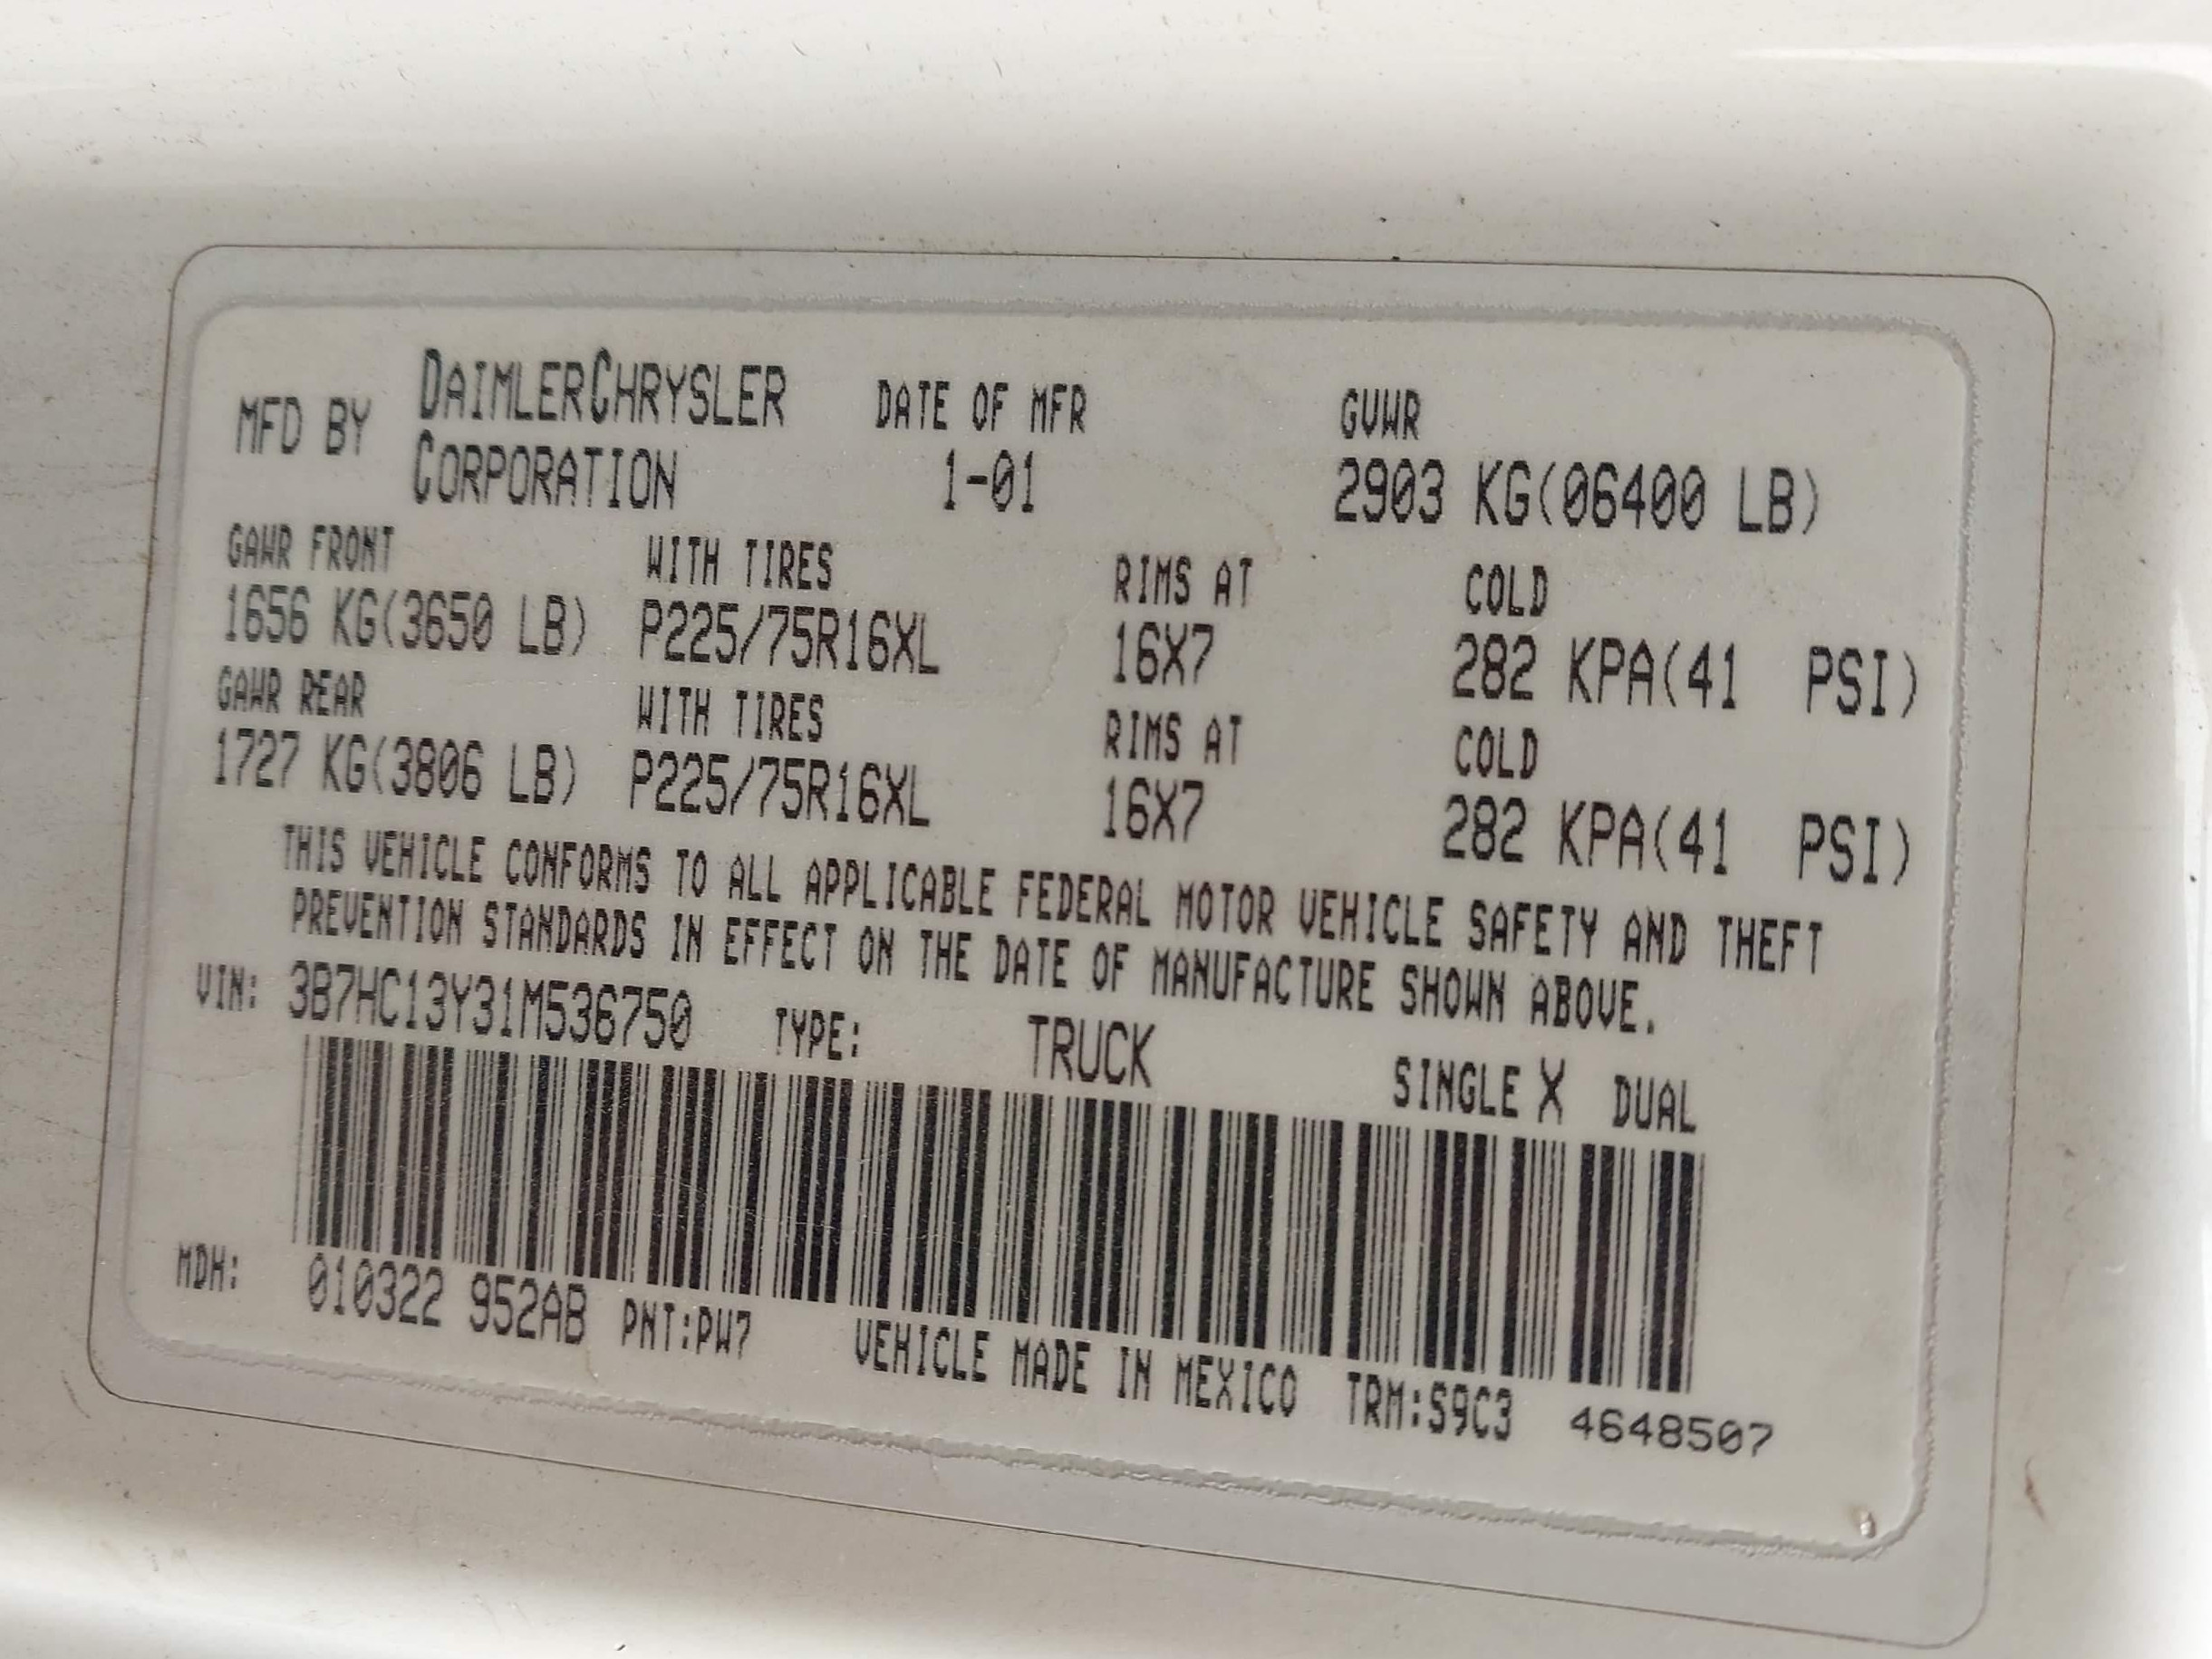 MFD BY DAIMLERCHRYSLER CORPORATION DATE OF MFR 1-01 GVWR 2903 KG(06400 LB)
GAWR FRONT WITH TIRES RIMS AT COLD
1656 KG(3650 LB) P225/75R16XL 16X7 282 KPA(41 PSI)
GAWR REAR WITH TIRES RIMS AT COLD
1727 KG(3806 LB) P225/75R16XL 16X7 282 KPA(41 PSI)
THIS VEHICLE CONFORMS TO ALL APPLICABLE FEDERAL MOTOR VEHICLE SAFETY AND THEFT
PREVENTION STANDARDS IN EFFECT ON THE DATE OF MANUFACTURE SHOWN ABOVE.
VIN: 3B7HC13Y31M536750 TYPE: TRUCK SINGLE X DUAL
MDH: 010322 952AB PNT:PW7 VEHICLE MADE IN MEXICO TRM:S9C3 4648507